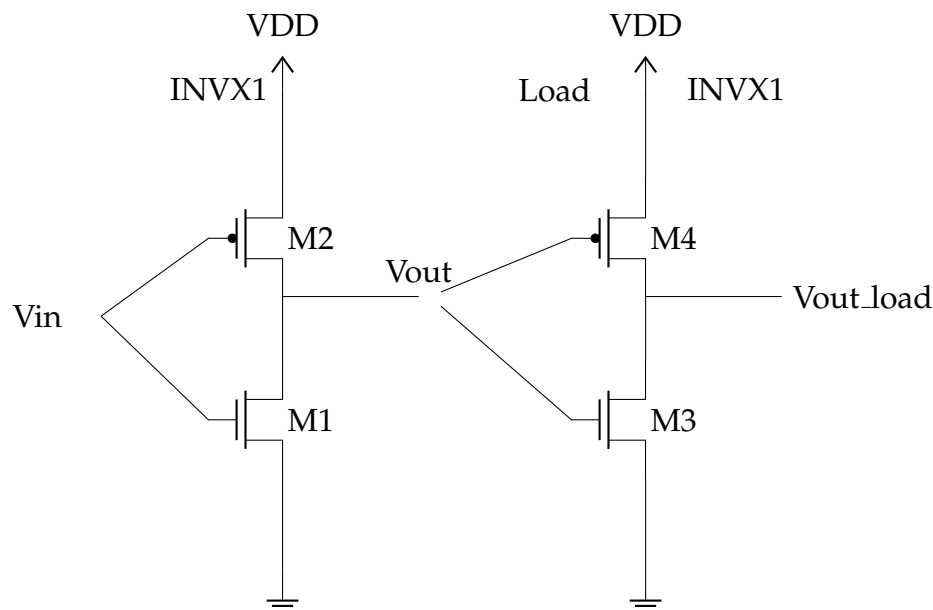 VDD
VDD
INVX1
Load
INVX1
M2
M4
Vout
Vin
Vout_load
M1
M3